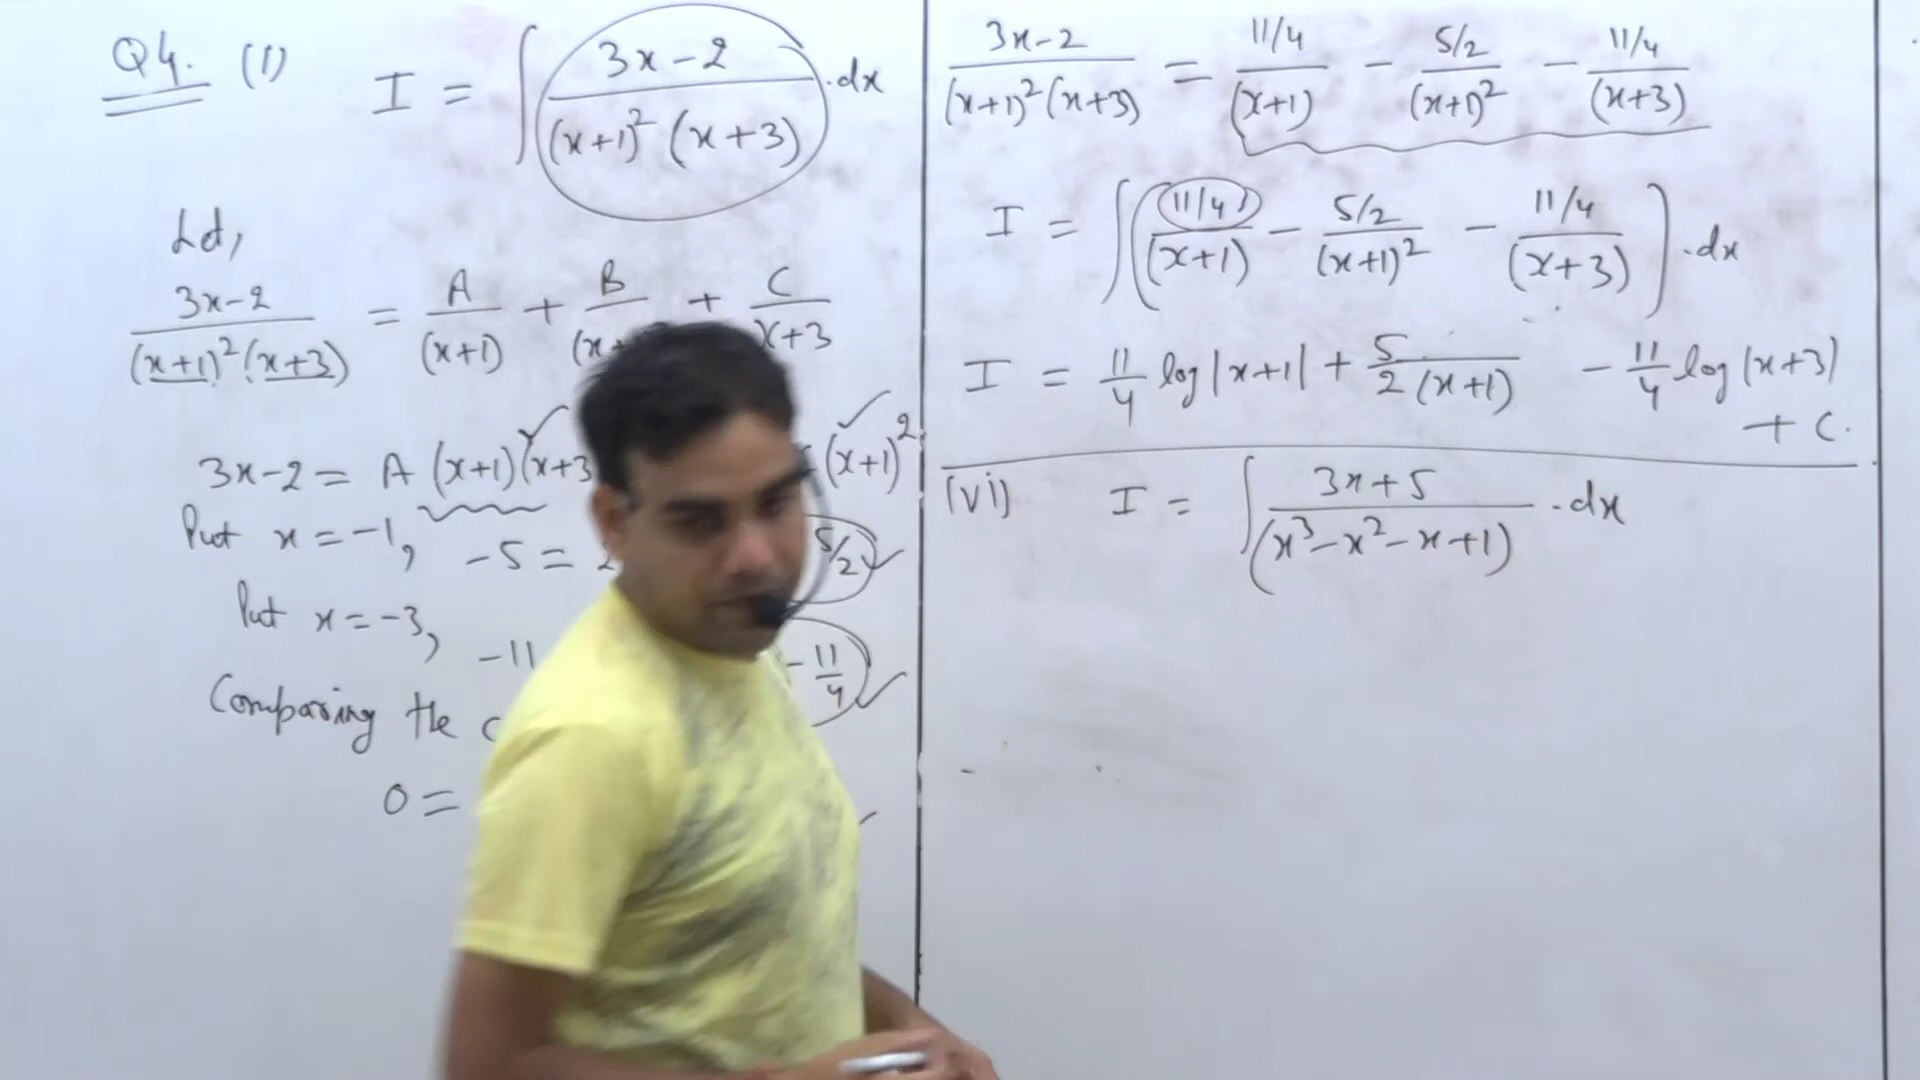 Q4. (1) I = ∫ 3x-2 / (x+1)² (x+3) .dx
Let,
3x-2 / (x+1)² (x+3) = A / (x+1) + B / (x + C / x+3
3x-2 = A (x+1)(x+3 (x+1)²
Put x = -1, -5 = 5/2
Put x = -3, -11 -11/4
Comparing the
0 =
3x-2 / (x+1)² (x+3) = 11/4 / (x+1) - 5/2 / (x+1)² - 11/4 / (x+3)
I = ∫ ( 11/4 / (x+1) - 5/2 / (x+1)² - 11/4 / (x+3) ) .dx
I = 11/4 log|x+1| + 5 / 2(x+1) - 11/4 log|x+3|
+ C.
(vi) I = ∫ 3x+5 / (x³-x²-x+1) .dx